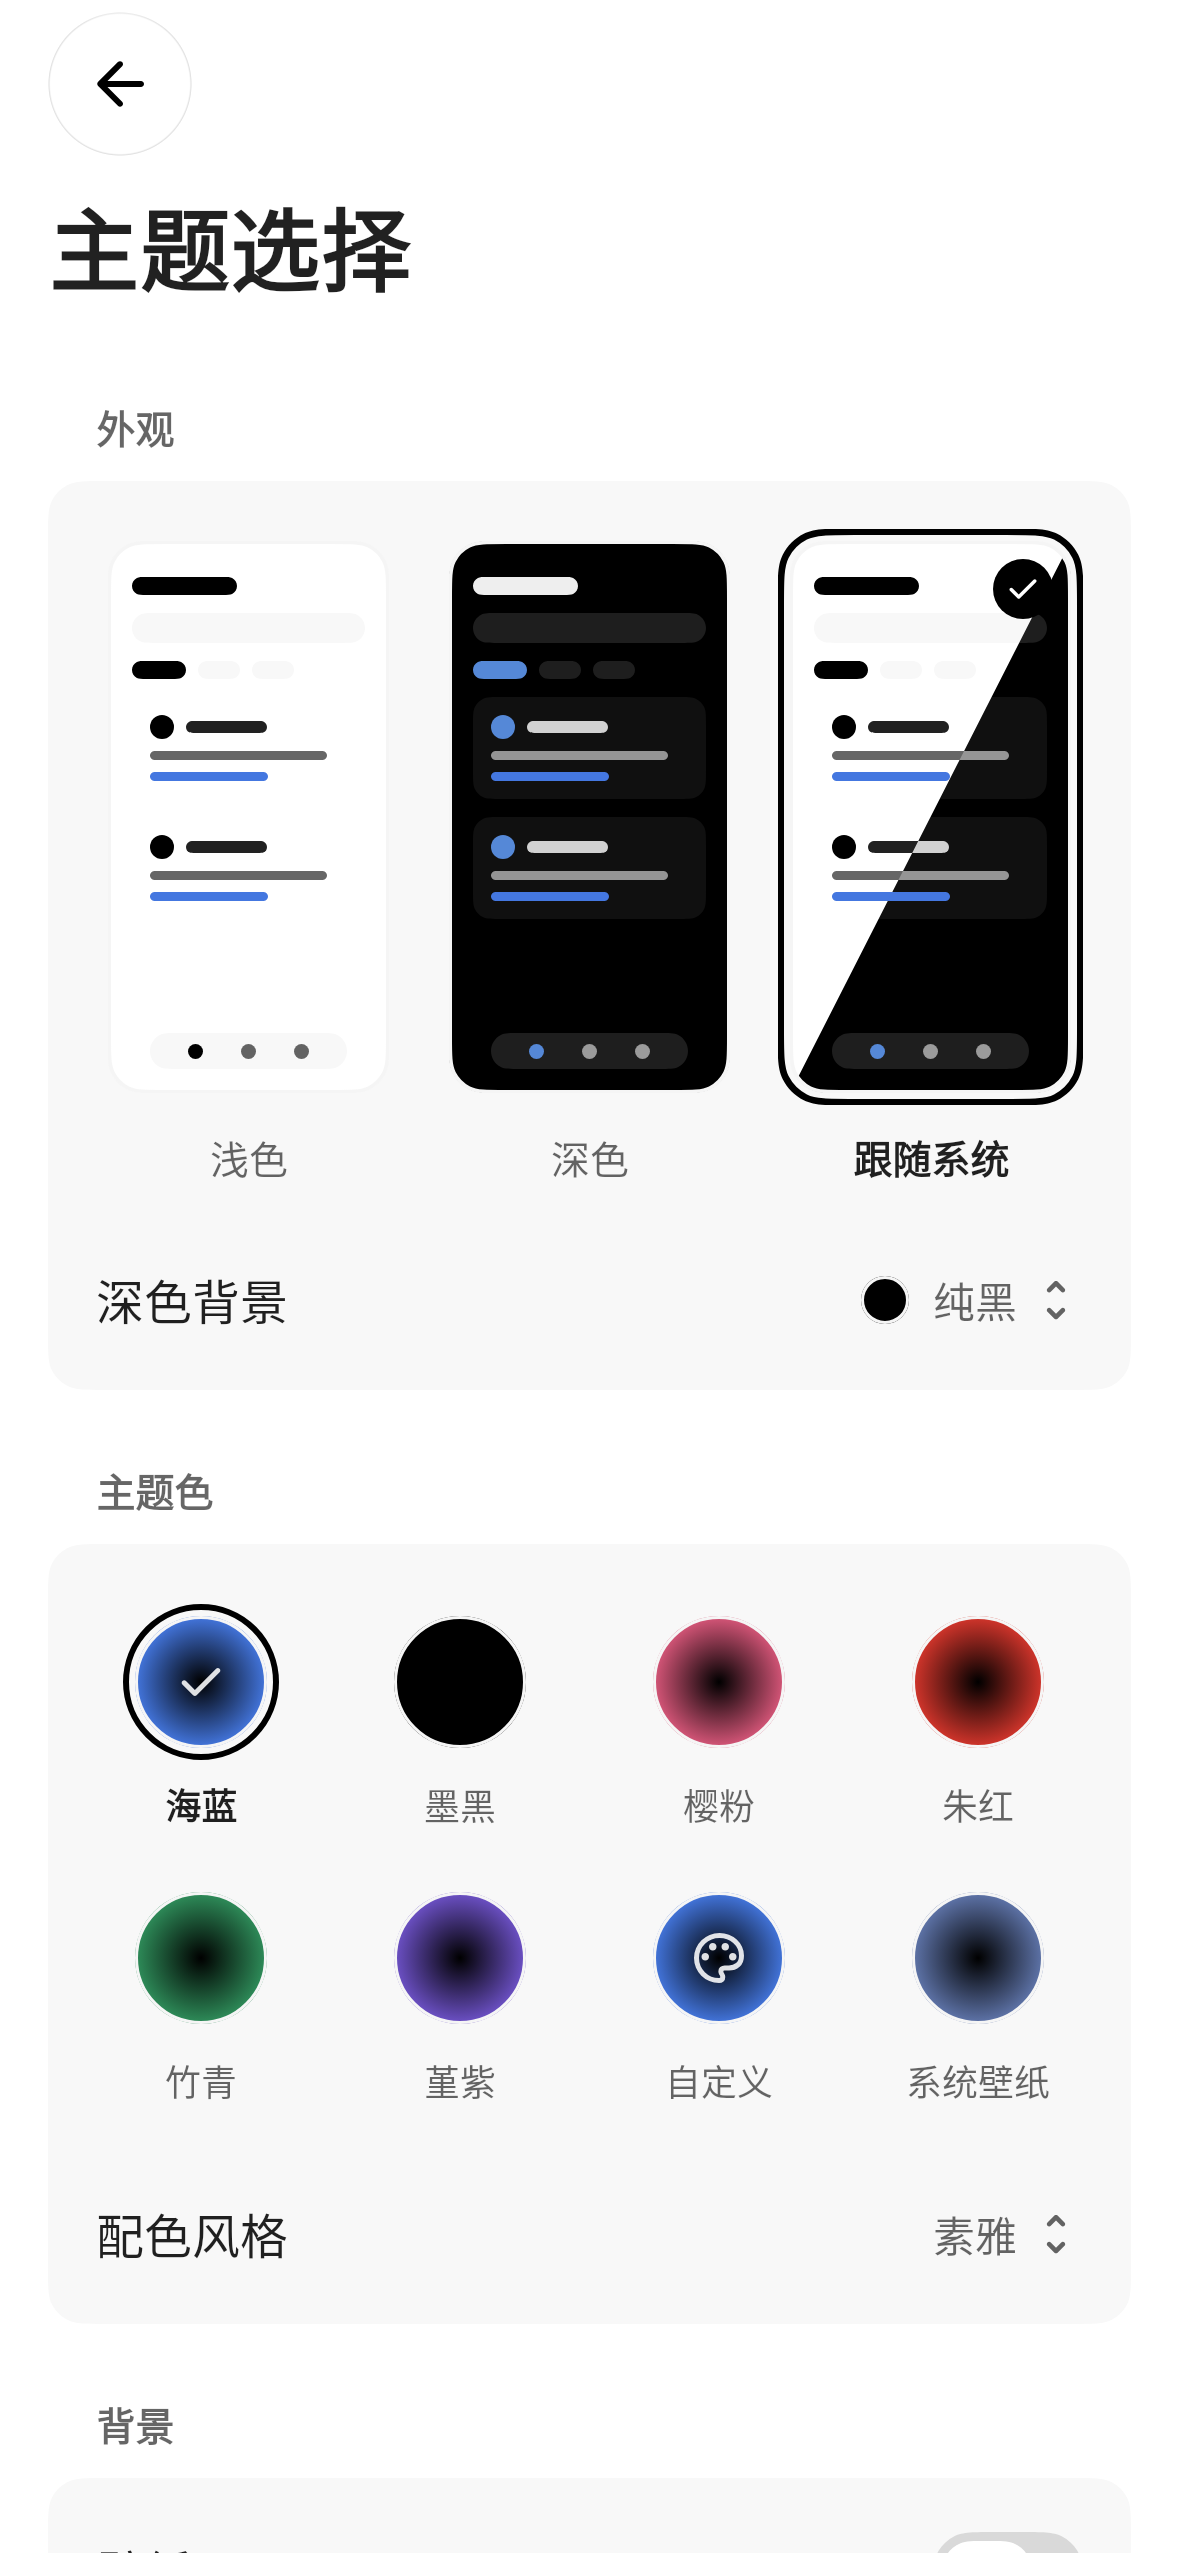 主题选择
外观
浅色 深色 跟随系统
深色背景 纯黑
主题色
海蓝 墨黑 樱粉 朱红
竹青 堇紫 自定义 系统壁纸
配色风格 素雅
背景